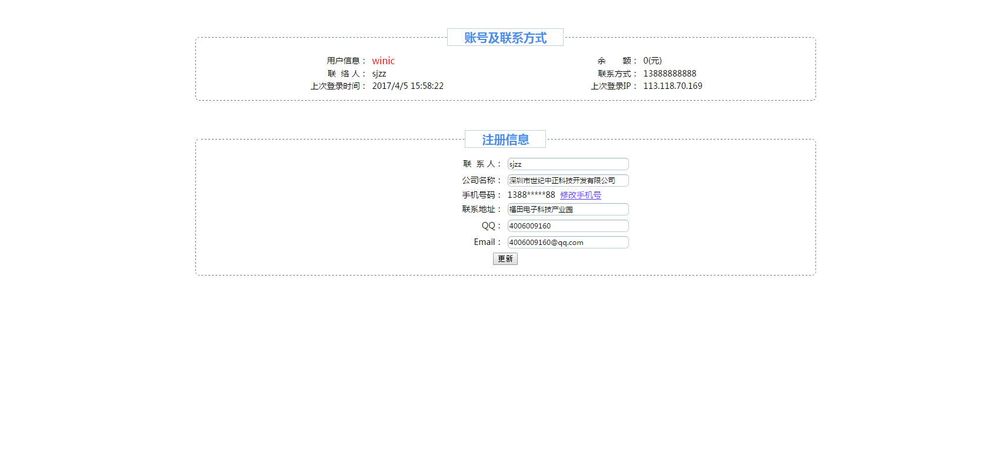 账号及联系方式
用户信息： winic 余　　额： 0(元)
联 络 人： sjzz 联系方式： 13888888888
上次登录时间： 2017/4/5 15:58:22 上次登录IP： 113.118.70.169
注册信息
联 系 人： sjzz
公司名称： 深圳市世纪中正科技开发有限公司
手机号码： 1388*****88 修改手机号
联系地址： 福田电子科技产业园
QQ： 4006009160
Email： 4006009160@qq.com
更新